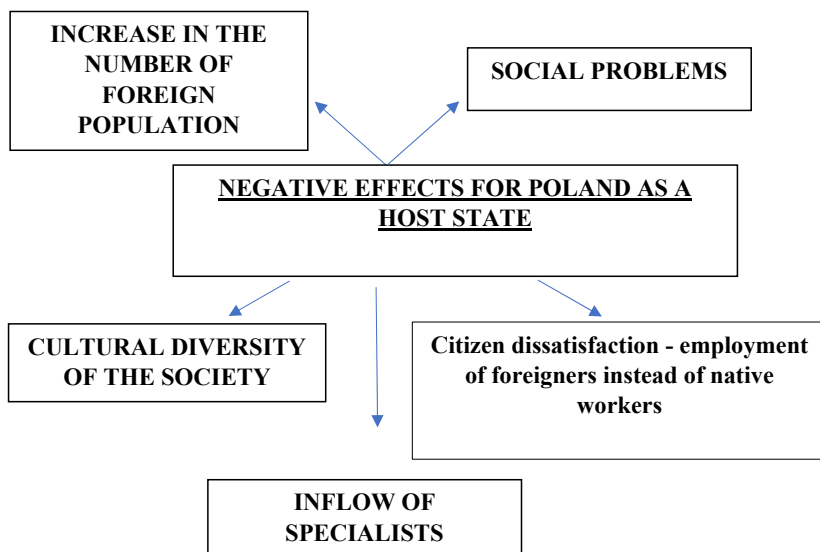 INCREASE IN THE
NUMBER OF
FOREIGN
POPULATION
SOCIAL PROBLEMS
NEGATIVE EFFECTS FOR POLAND AS A
HOST STATE
CULTURAL DIVERSITY
OF THE SOCIETY
Citizen dissatisfaction - employment
of foreigners instead of native
workers
INFLOW OF
SPECIALISTS